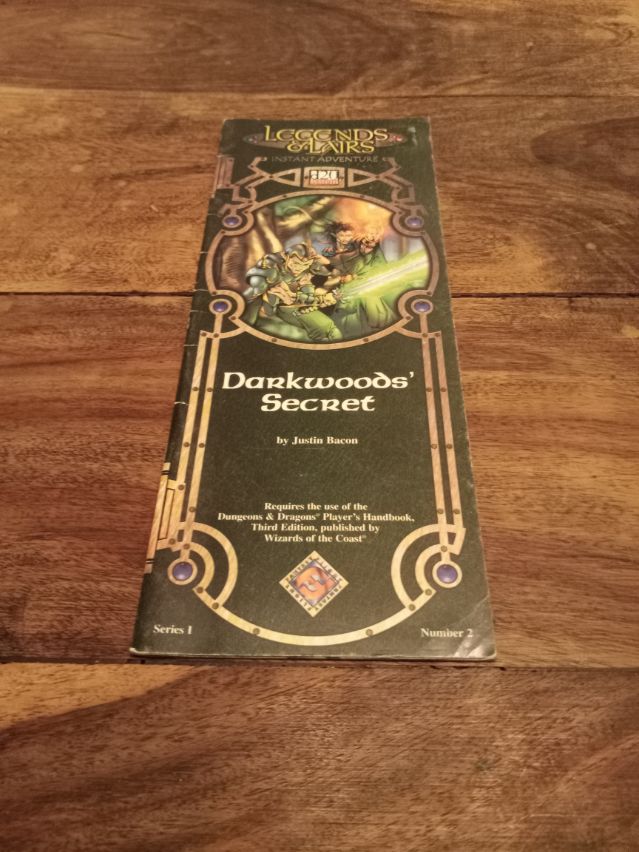 LEGENDS
& LAIRS
INSTANT ADVENTURE
d20
Darkwoods'
Secret
by Justin Bacon
Requires the use of the
Dungeons & Dragons® Player's Handbook,
Third Edition, published by
Wizards of the Coast®
Series 1
Number 2